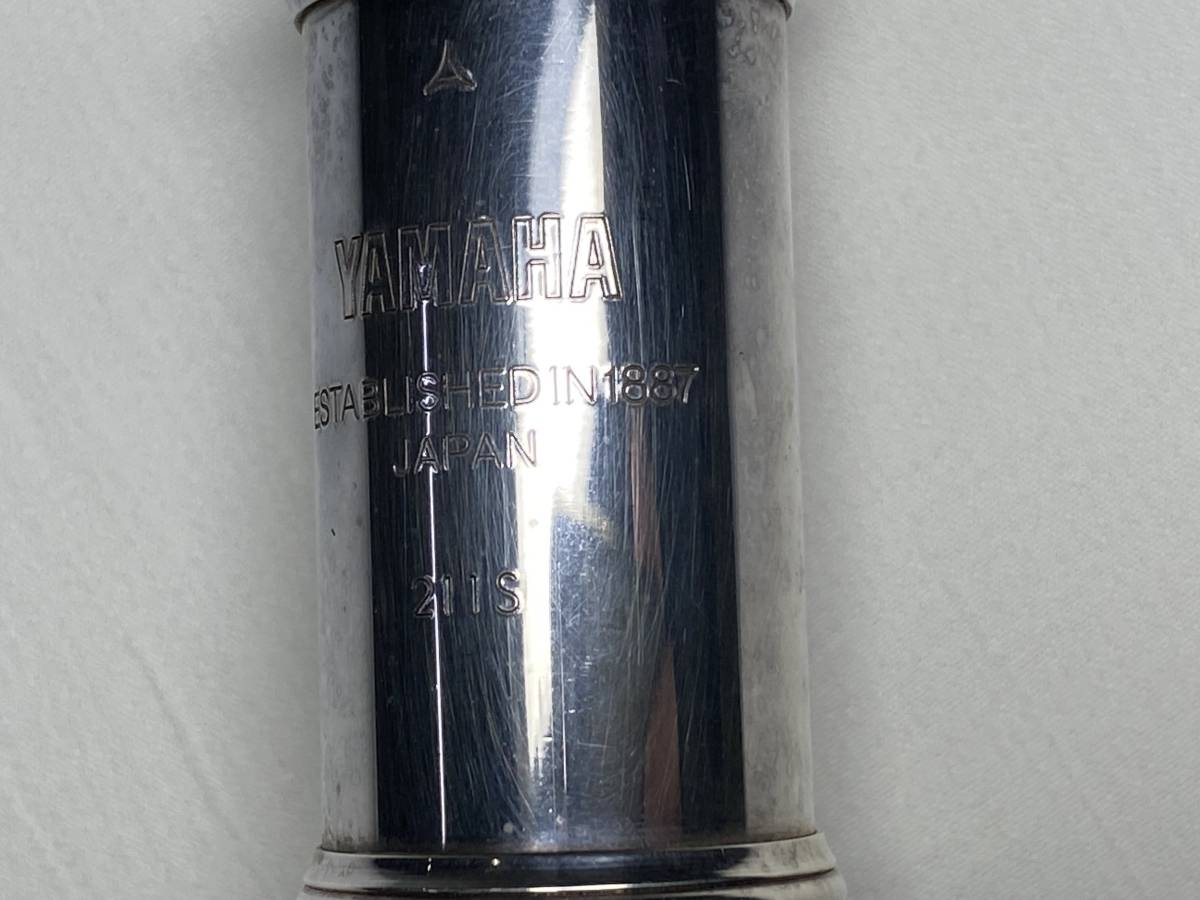 YAMAHA
ESTABLISHED IN 1887
JAPAN
211S